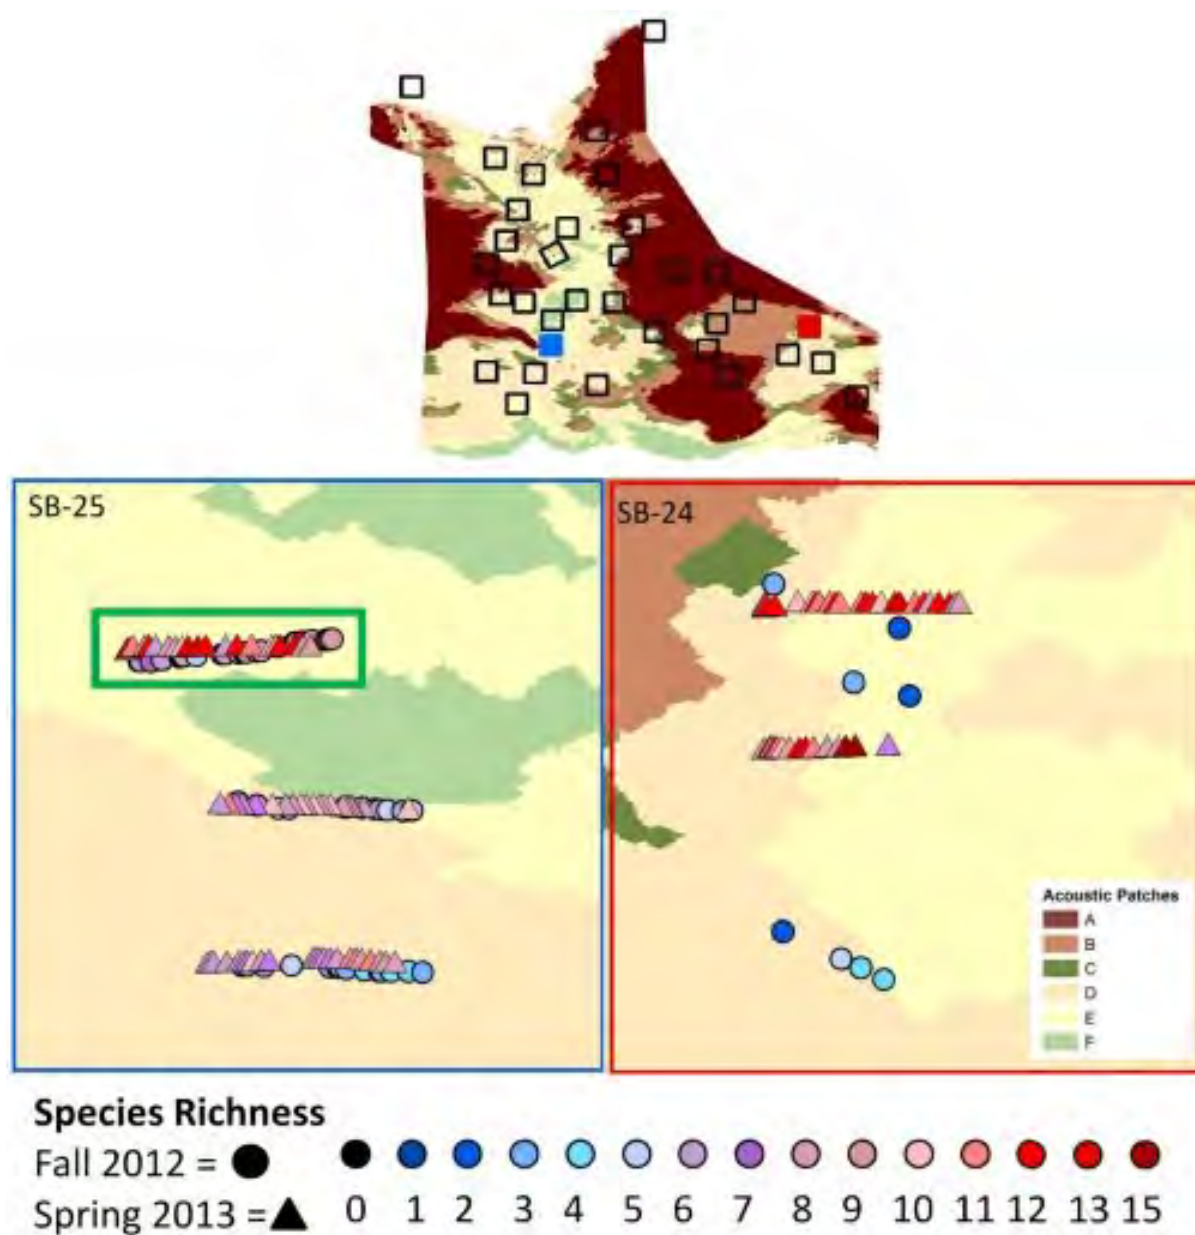 SB-25
SB-24
Acoustic Patches
A
B
C
D
E
F
Species Richness
Fall 2012 =
Spring 2013 =
0 1 2 3 4 5 6 7 8 9 10 11 12 13 15